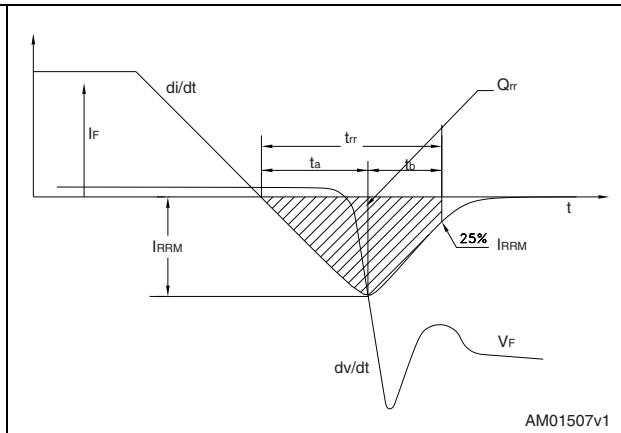 di/dt
Qrr
IF
trr
ta
tb
t
IRRM
25% IRRM
VF
dv/dt
AM01507v1